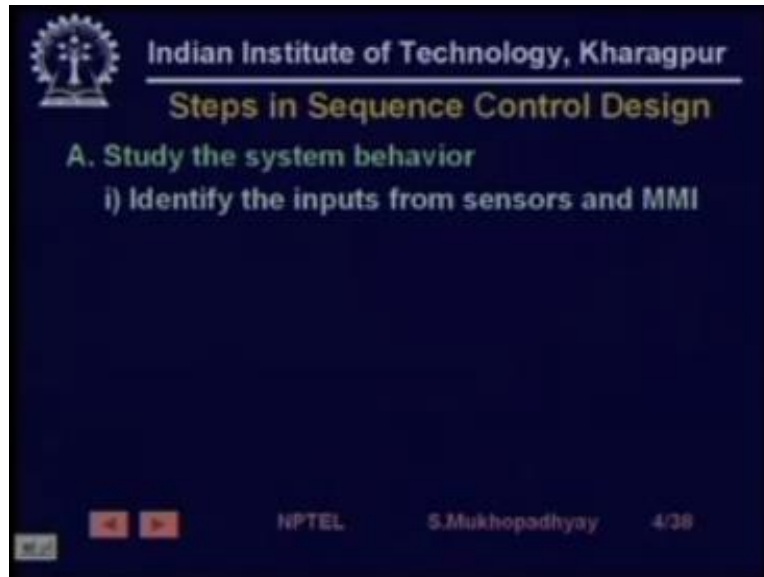 Indian Institute of Technology, Kharagpur
Steps in Sequence Control Design
A. Study the system behavior
i) Identify the inputs from sensors and MMI
NPTEL S.Mukhopadhyay 4/38